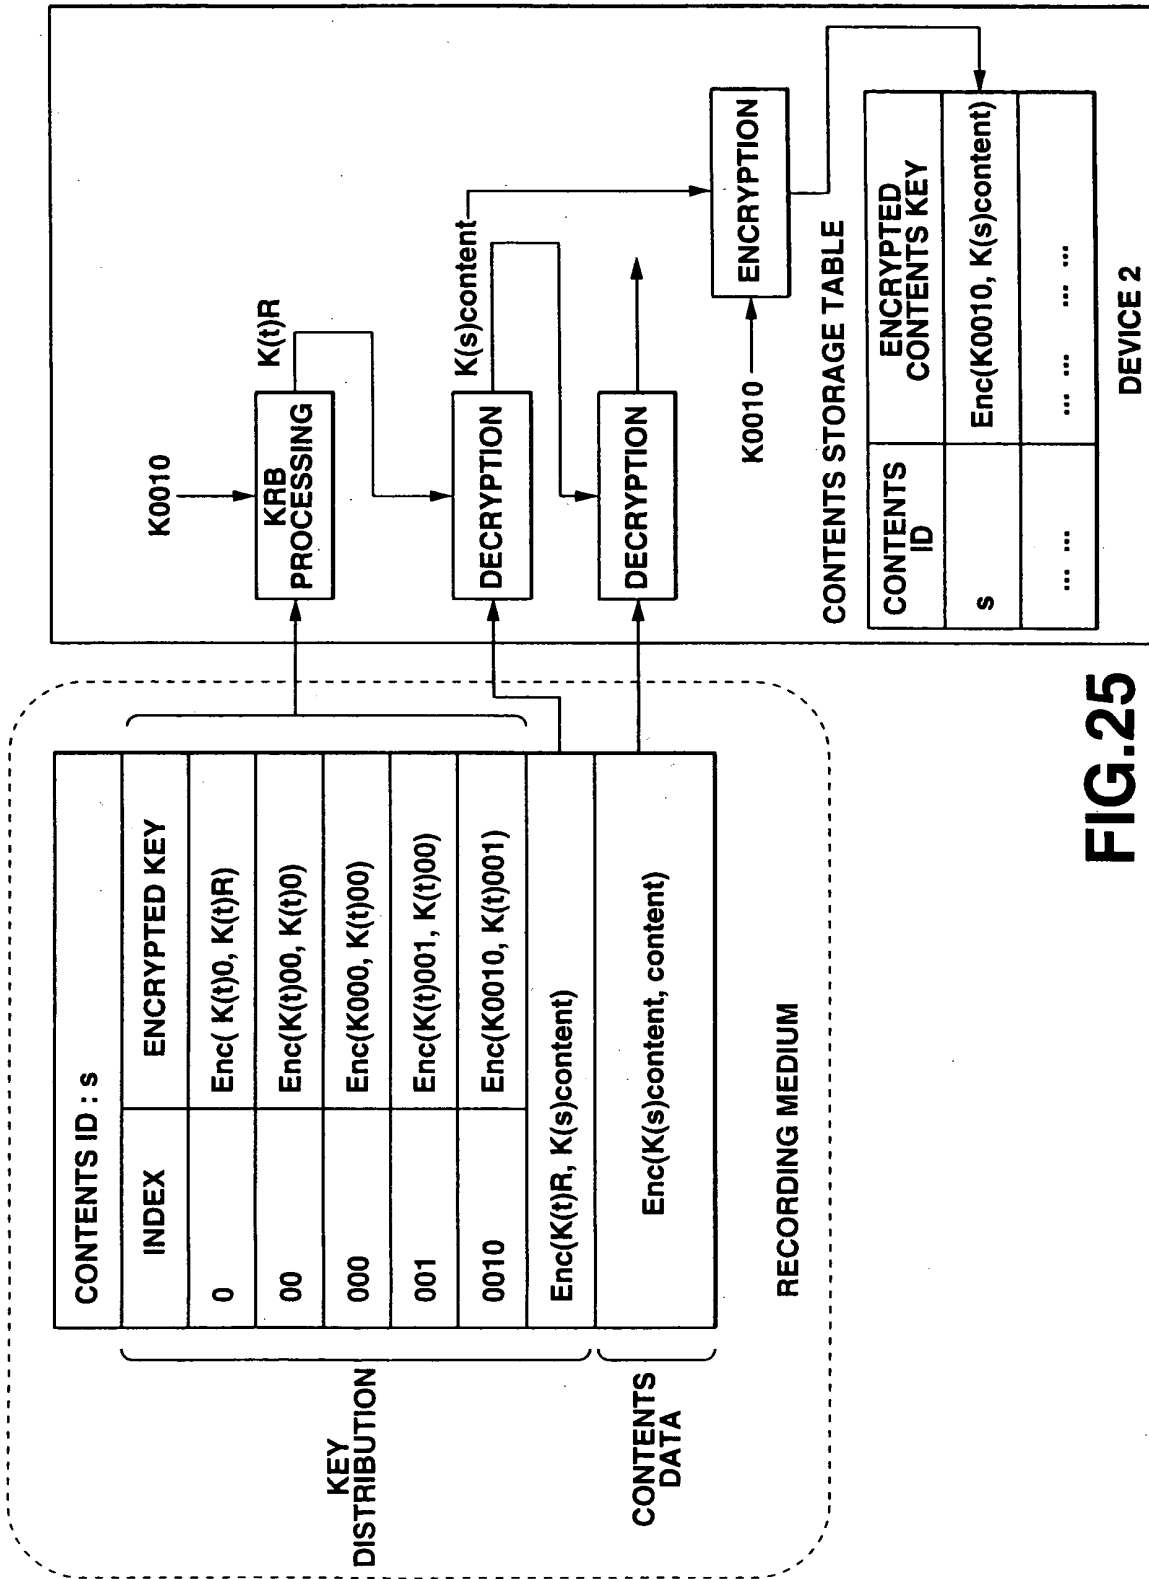 CONTENTS ID : s
INDEX ENCRYPTED KEY
0 Enc( K(t)0, K(t)R)
00 Enc(K(t)00, K(t)0)
000 Enc(K000, K(t)00)
001 Enc(K(t)001, K(t)00)
0010 Enc(K0010, K(t)001)
Enc(K(t)R, K(s)content)
Enc(K(s)content, content)
KEY
DISTRIBUTION
CONTENTS
DATA
RECORDING MEDIUM
K0010
KRB
PROCESSING
K(t)R
DECRYPTION
K(s)content
DECRYPTION
K0010
ENCRYPTION
CONTENTS STORAGE TABLE
CONTENTS
ID
ENCRYPTED
CONTENTS KEY
s Enc(K0010, K(s)content)
... ... ... ... ... ...
DEVICE 2
FIG.25